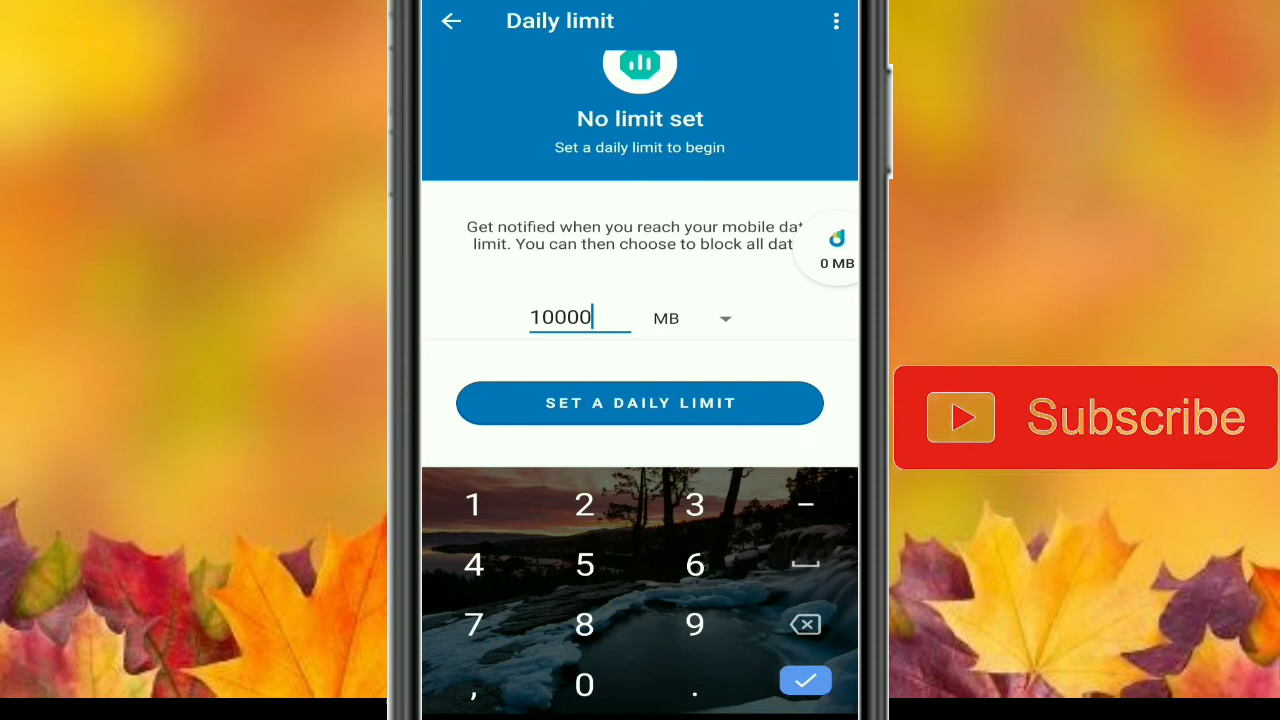 Daily limit
No limit set
Set a daily limit to begin
Get notified when you reach your mobile dat
limit. You can then choose to block all dat
0 MB
10000 MB
SET A DAILY LIMIT
Subscribe
1 2 3 –
4 5 6
7 8 9
, 0 .